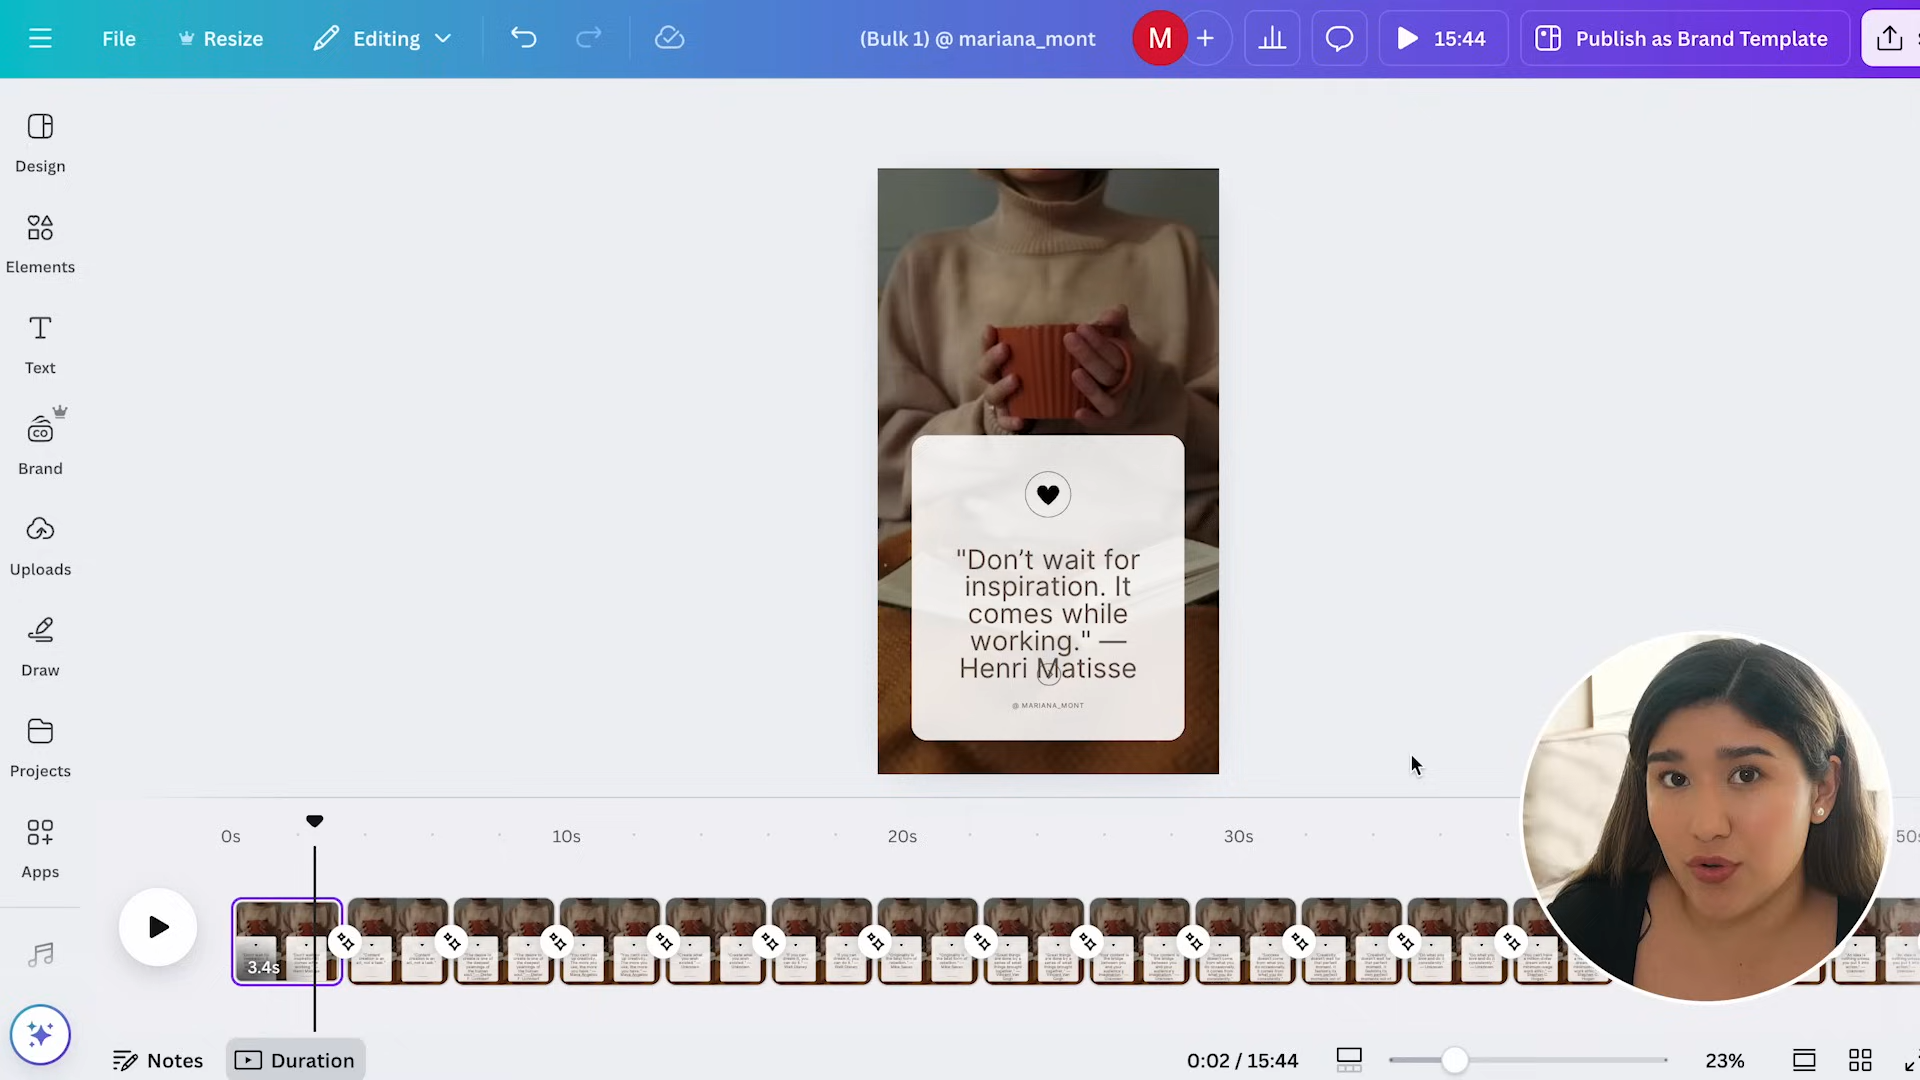 File
Resize
Editing
(Bulk 1) @ mariana_mont
M
15:44
Publish as Brand Template
Design
Elements
Text
CO
Brand
Uploads
Draw
Projects
Apps
"Don’t wait for
inspiration. It
comes while
working." —
Henri Matisse
@ MARIANA_MONT
0s
10s
20s
30s
50s
3.4s
Notes
Duration
0:02 / 15:44
23%